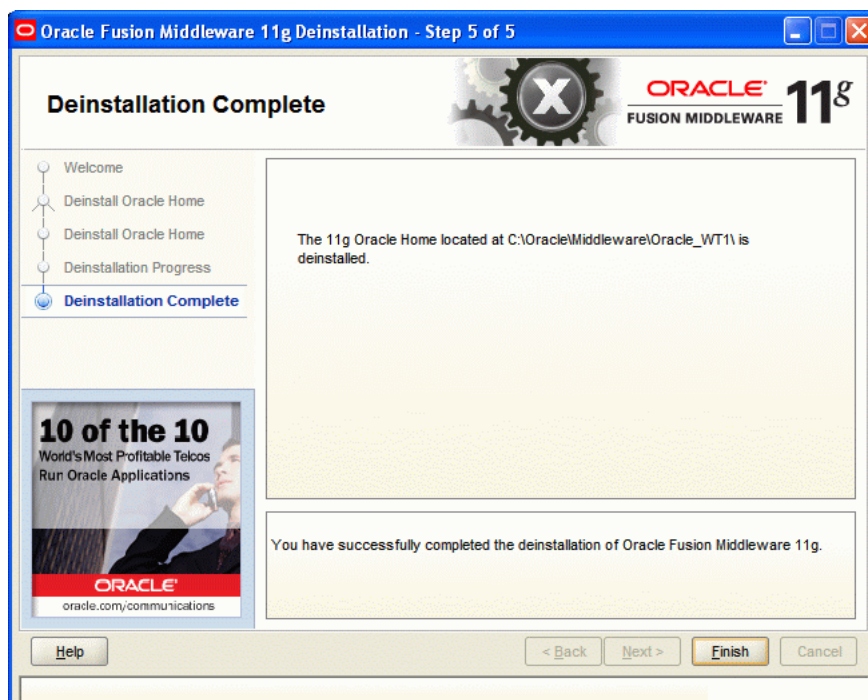 Oracle Fusion Middleware 11g Deinstallation - Step 5 of 5
Deinstallation Complete
X
ORACLE®
FUSION MIDDLEWARE
11g
Welcome
Deinstall Oracle Home
Deinstall Oracle Home
Deinstallation Progress
Deinstallation Complete
The 11g Oracle Home located at C:\Oracle\Middleware\Oracle_WT1\ is
deinstalled.
10 of the 10
World's Most Profitable Telcos
Run Oracle Applications
ORACLE®
oracle.com/communications
You have successfully completed the deinstallation of Oracle Fusion Middleware 11g.
Help
< Back
Next >
Finish
Cancel